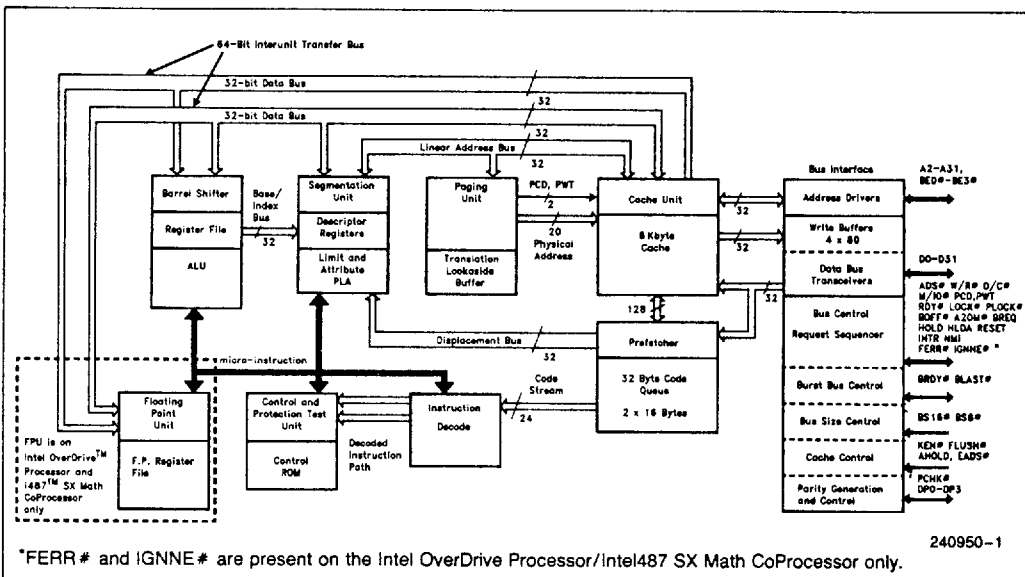 64-Bit Interunit Transfer Bus
32-bit Data Bus
32
32-bit Data Bus
32
Linear Address Bus
32
32
Barrel Shifter
Register File
ALU
Base/
Index
Bus
32
Segmentation
Unit
Descriptor
Registers
Limit and
Attribute
PLA
Paging
Unit
Translation
Lookaside
Buffer
PCD, PWT
2
20
Physical
Address
Cache Unit
8 Kbyte
Cache
32
32
32
128
Displacement Bus
32
Prefetcher
32 Byte Code
Queue
2 x 16 Bytes
Code
Stream
24
micro-instruction
Floating
Point
Unit
F.P. Register
File
FPU is on
Intel OverDrive™
Processor and
i487™ SX Math
CoProcessor
only
Control and
Protection Test
Unit
Control
ROM
Decoded
Instruction
Path
Instruction
Decode
Bus Interface
Address Drivers
Write Buffers
4 x 80
Data Bus
Transceivers
Bus Control
Request Sequencer
Burst Bus Control
Bus Size Control
Cache Control
Parity Generation
and Control
A2-A31,
BE0#-BE3#
D0-D31
ADS# W/R# D/C#
M/IO# PCD,PWT
RDY# LOCK# PLOCK#
BOFF# A20M# BREQ
HOLD HLDA RESET
INTR NMI
FERR# IGNNE# *
BRDY# BLAST#
BS16# BS8#
KEN# FLUSH#
AHOLD, EADS#
PCHK#
DP0-DP3
240950-1
*FERR# and IGNNE# are present on the Intel OverDrive Processor/Intel487 SX Math CoProcessor only.